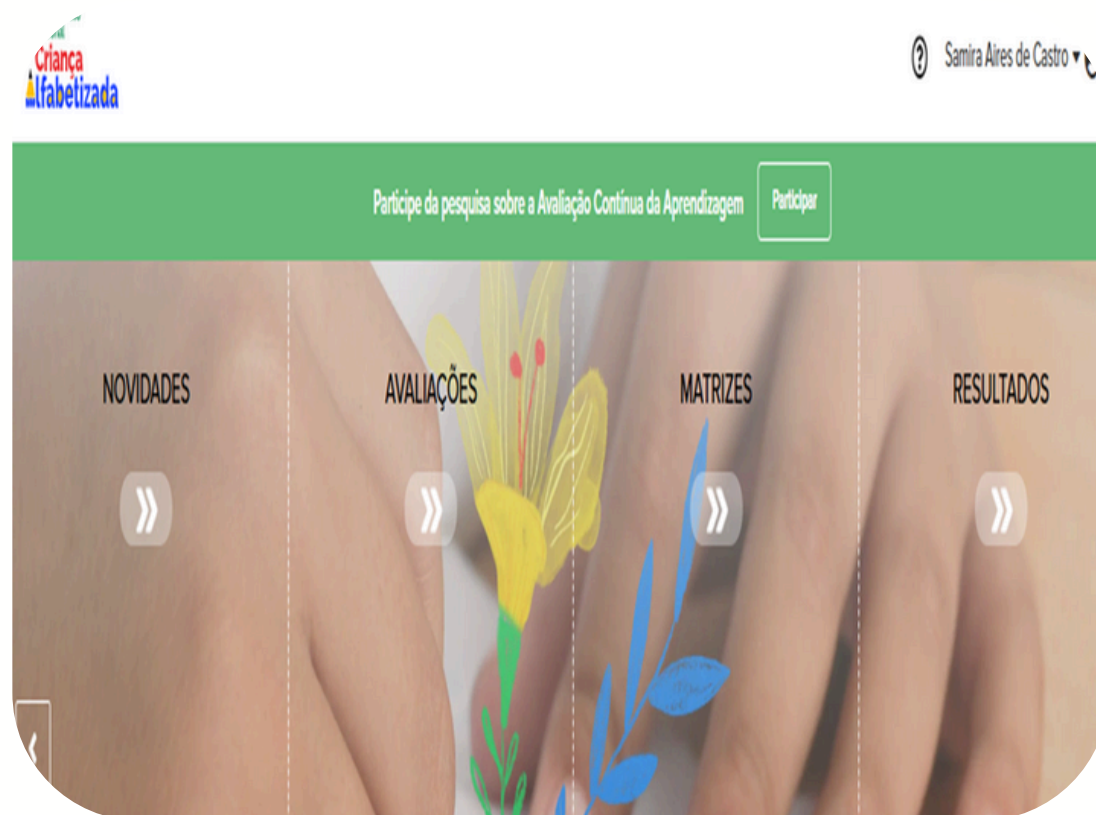 Criança
Alfabetizada
Samira Aires de Castro
Participe da pesquisa sobre a Avaliação Contínua da Aprendizagem
Participar
NOVIDADES
AVALIAÇÕES
MATRIZES
RESULTADOS